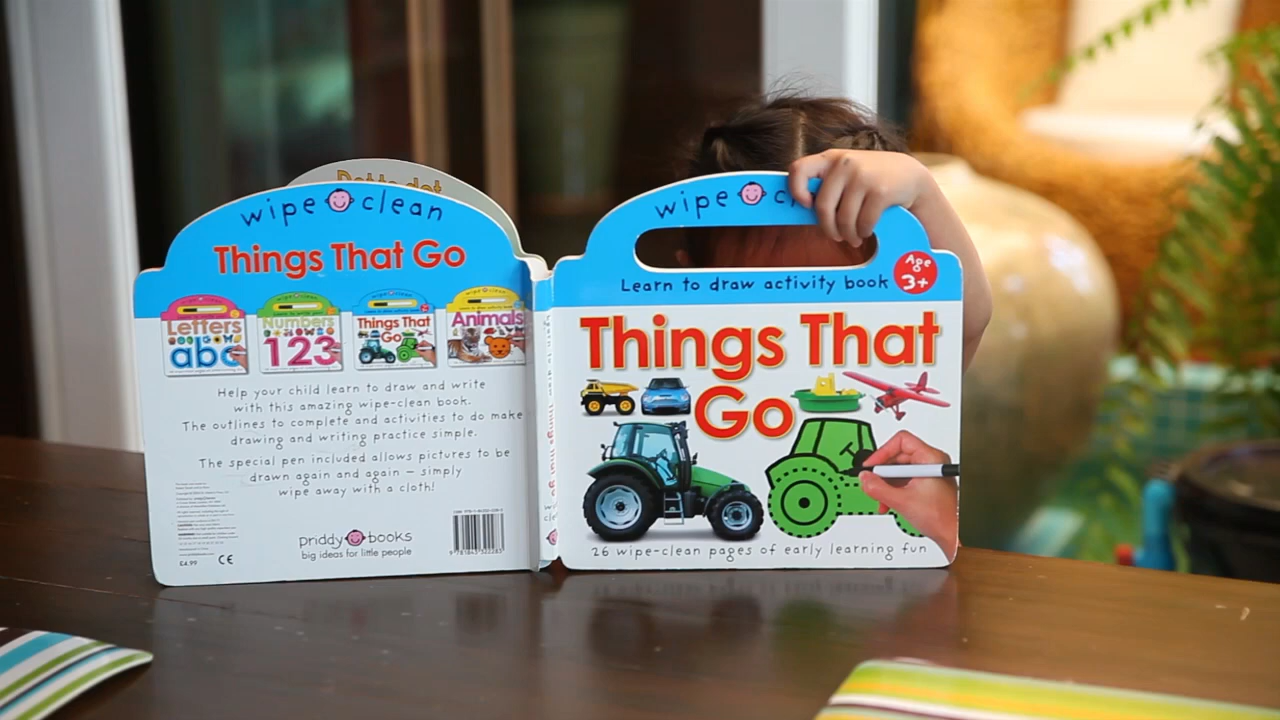 Dot to dot
wipe clean
Things That Go
Letters
abc
Numbers
123
Things That
Go
Animals
Help your child learn to draw and write
with this amazing wipe-clean book.
The outlines to complete and activities to do make
drawing and writing practice simple.
The special pen included allows pictures to be
drawn again and again – simply
wipe away with a cloth!
priddy books
big ideas for little people
£4.99
CE
wipe cl
Learn to draw activity book
Age
3+
Things That
Go
26 wipe-clean pages of early learning fun